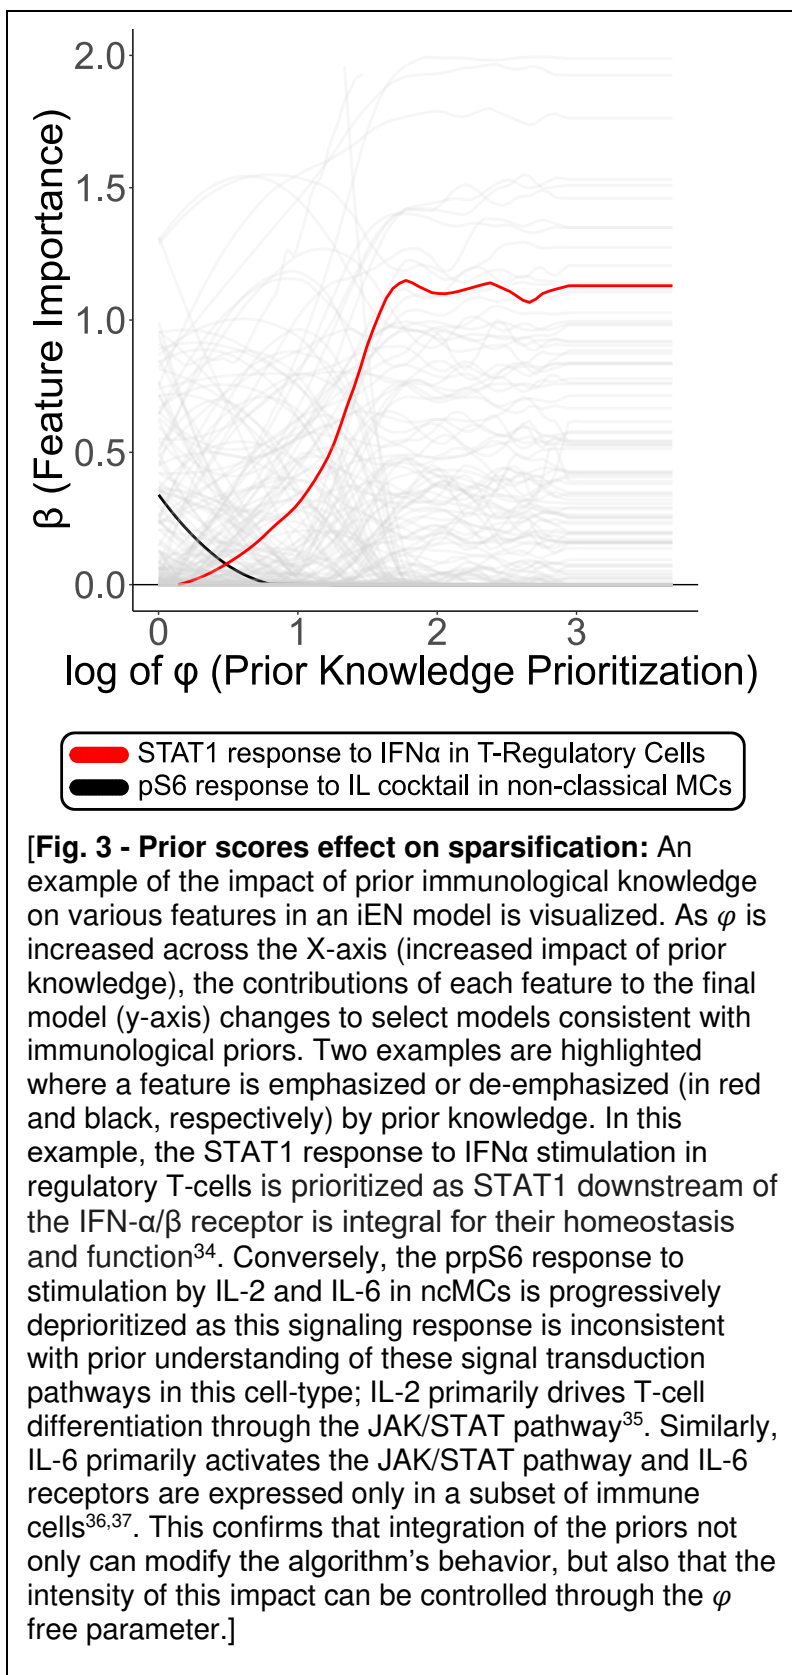 2.0
1.5
1.0
0.5
0.0
β (Feature Importance)
0 1 2 3
log of φ (Prior Knowledge Prioritization)
STAT1 response to IFNα in T-Regulatory Cells
pS6 response to IL cocktail in non-classical MCs
[Fig. 3 - Prior scores effect on sparsification: An
example of the impact of prior immunological knowledge
on various features in an iEN model is visualized. As φ is
increased across the X-axis (increased impact of prior
knowledge), the contributions of each feature to the final
model (y-axis) changes to select models consistent with
immunological priors. Two examples are highlighted
where a feature is emphasized or de-emphasized (in red
and black, respectively) by prior knowledge. In this
example, the STAT1 response to IFNα stimulation in
regulatory T-cells is prioritized as STAT1 downstream of
the IFN-α/β receptor is integral for their homeostasis
and function34. Conversely, the prpS6 response to
stimulation by IL-2 and IL-6 in ncMCs is progressively
deprioritized as this signaling response is inconsistent
with prior understanding of these signal transduction
pathways in this cell-type; IL-2 primarily drives T-cell
differentiation through the JAK/STAT pathway35. Similarly,
IL-6 primarily activates the JAK/STAT pathway and IL-6
receptors are expressed only in a subset of immune
cells36,37. This confirms that integration of the priors not
only can modify the algorithm's behavior, but also that the
intensity of this impact can be controlled through the φ
free parameter.]